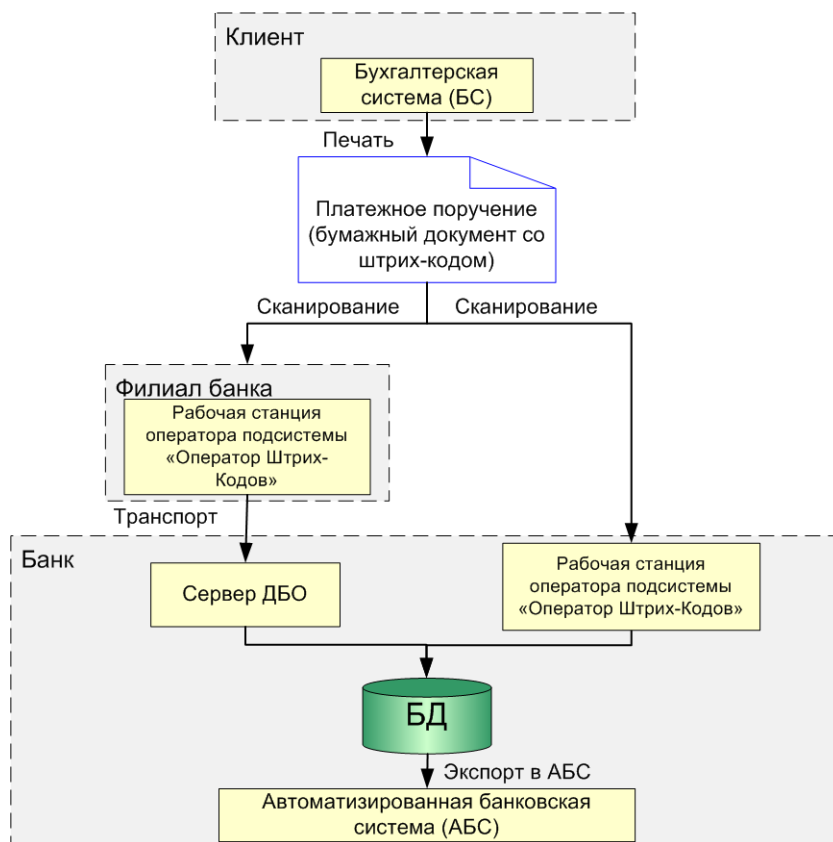 Клиент
Бухгалтерская
система (БС)
Печать
Платежное поручение
(бумажный документ со
штрих-кодом)
Сканирование
Сканирование
Филиал банка
Рабочая станция
оператора подсистемы
«Оператор Штрих-
Кодов»
Транспорт
Банк
Сервер ДБО
Рабочая станция
оператора подсистемы
«Оператор Штрих-Кодов»
БД
Экспорт в АБС
Автоматизированная банковская
система (АБС)